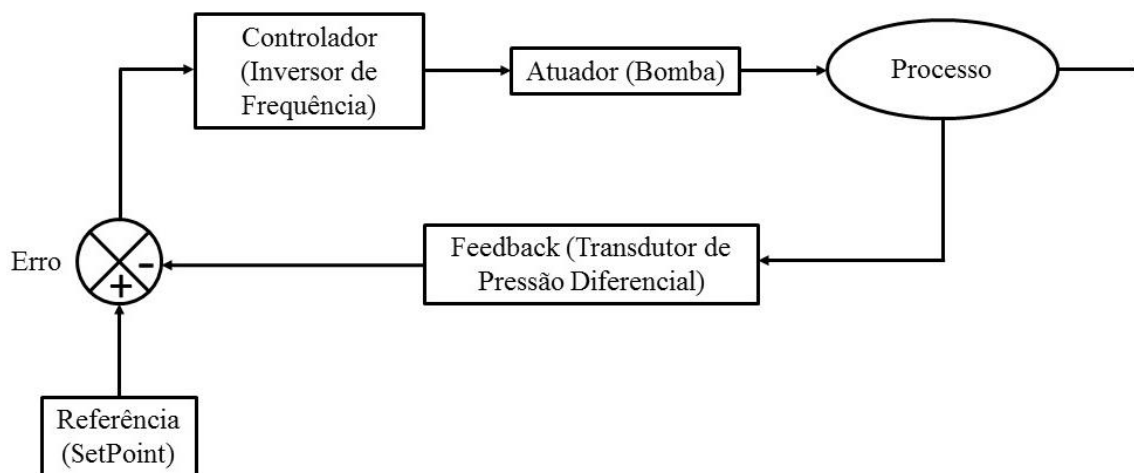 Controlador
(Inversor de
Frequência)
Atuador (Bomba)
Processo
Erro
-
+
Feedback (Transdutor de
Pressão Diferencial)
Referência
(SetPoint)